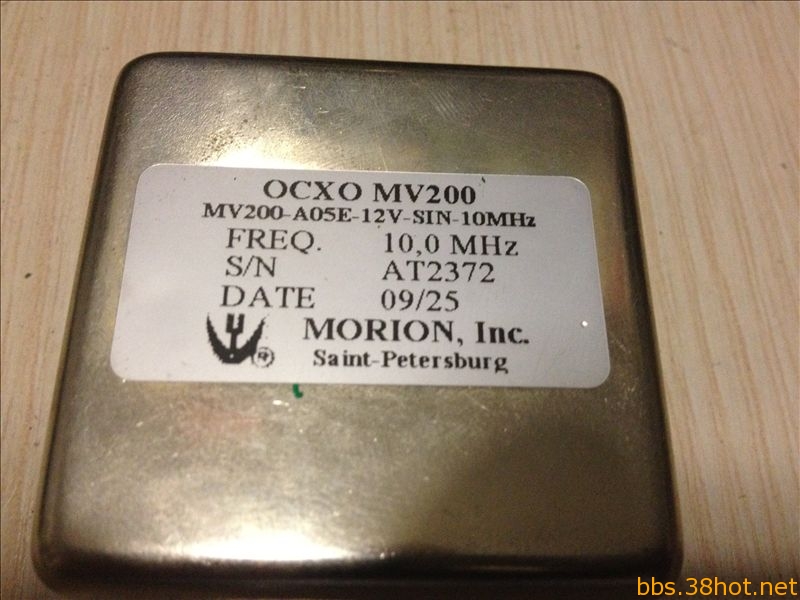 OCXO MV200
MV200-A05E-12V-SIN-10MHz
FREQ. 10,0 MHz
S/N AT2372
DATE 09/25
MORION, Inc.
Saint-Petersburg
bbs.38hot.net